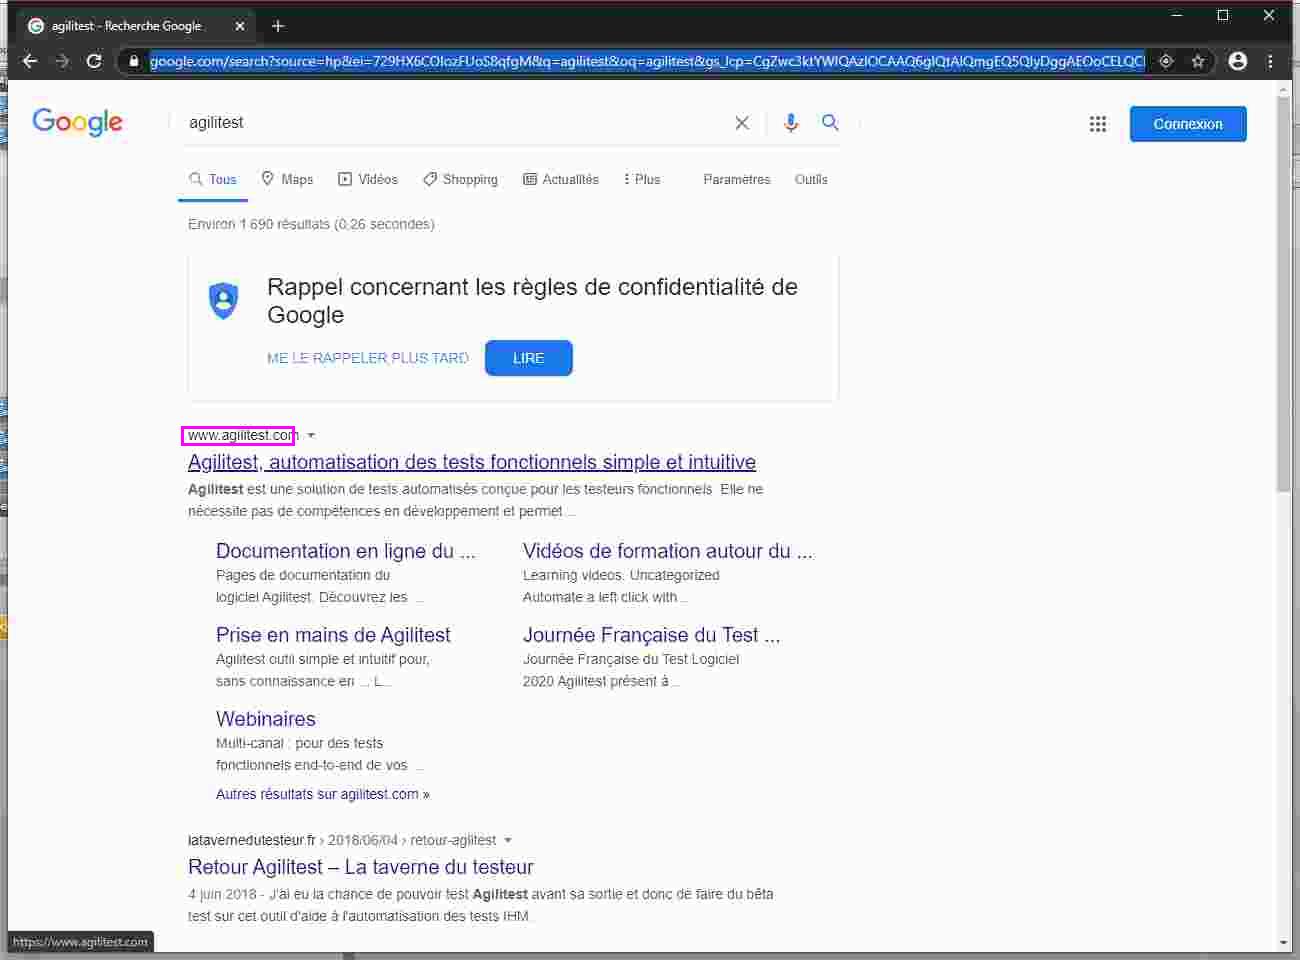 agilitest - Recherche Google
google.com/search?source=hp&ei=729HX6COIozFUoS8qfgM&q=agilitest&oq=agilitest&gs_lcp=
Google
agilitest
Connexion
Tous Maps Vidéos Shopping Actualités Plus Paramètres Outils
Environ 1 690 résultats (0,26 secondes)
Rappel concernant les règles de confidentialité de
Google
ME LE RAPPELER PLUS TARD LIRE
www.agilitest.com
Agilitest, automatisation des tests fonctionnels simple et intuitive
Agilitest est une solution de tests automatisés conçue pour les testeurs fonctionnels. Elle ne
nécessite pas de compétences en développement et permet ...
Documentation en ligne du ...
Pages de documentation du
logiciel Agilitest. Découvrez les ...
Vidéos de formation autour du ...
Learning videos. Uncategorized
Automate a left click with ...
Prise en mains de Agilitest
Agilitest outil simple et intuitif pour,
sans connaissance en ... L...
Journée Française du Test ...
Journée Française du Test Logiciel
2020 Agilitest présent à ...
Webinaires
Multi-canal : pour des tests
fonctionnels end-to-end de vos ...
Autres résultats sur agilitest.com »
latavernedutesteur.fr › 2018/06/04 › retour-agilitest
Retour Agilitest – La taverne du testeur
4 juin 2018 - J'ai eu la chance de pouvoir test Agilitest avant sa sortie et donc de faire du bêta
test sur cet outil d'aide à l'automatisation des tests IHM.
https://www.agilitest.com